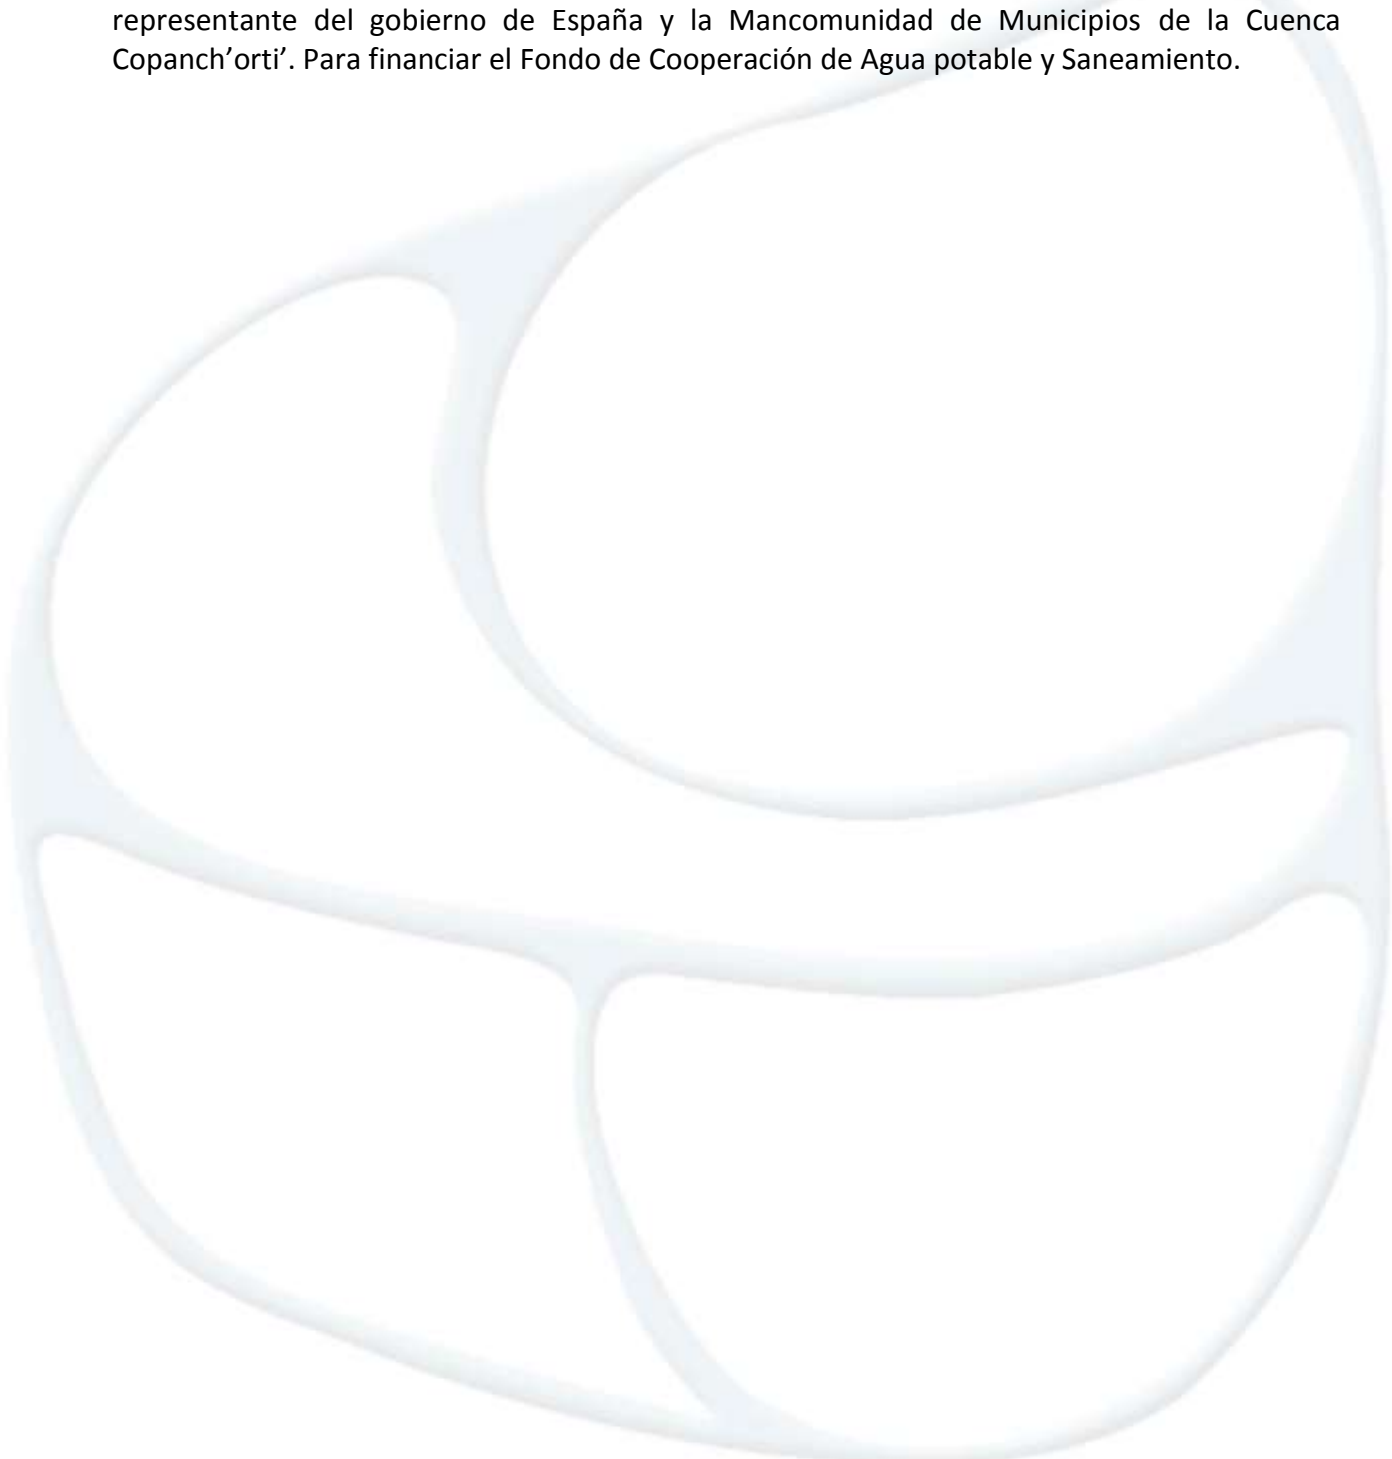 representante del gobierno de España y la Mancomunidad de Municipios de la Cuenca
Copanch’orti’. Para financiar el Fondo de Cooperación de Agua potable y Saneamiento.